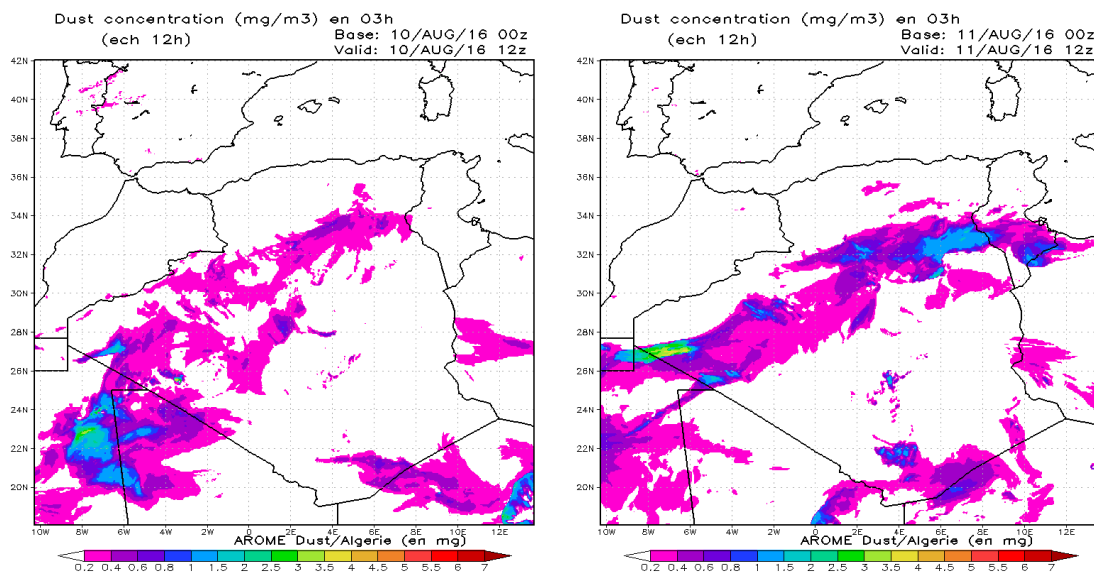 Dust concentration (mg/m3) en 03h
(ech 12h)
Base: 10/AUG/16 00z
Valid: 10/AUG/16 12z
42N
40N
38N
36N
34N
32N
30N
28N
26N
24N
22N
20N
10W 8W 6W 4W 2W 0 2E 4E 6E 8E 10E 12E
AROME Dust/Algerie (en mg)
0.2 0.4 0.6 0.8 1 1.5 2 2.5 3 3.5 4 4.5 5 5.5 6 7
Dust concentration (mg/m3) en 03h
(ech 12h)
Base: 11/AUG/16 00z
Valid: 11/AUG/16 12z
42N
40N
38N
36N
34N
32N
30N
28N
26N
24N
22N
20N
10W 8W 6W 4W 2W 0 2E 4E 6E 8E 10E 12E
AROME Dust/Algerie (en mg)
0.2 0.4 0.6 0.8 1 1.5 2 2.5 3 3.5 4 4.5 5 5.5 6 7